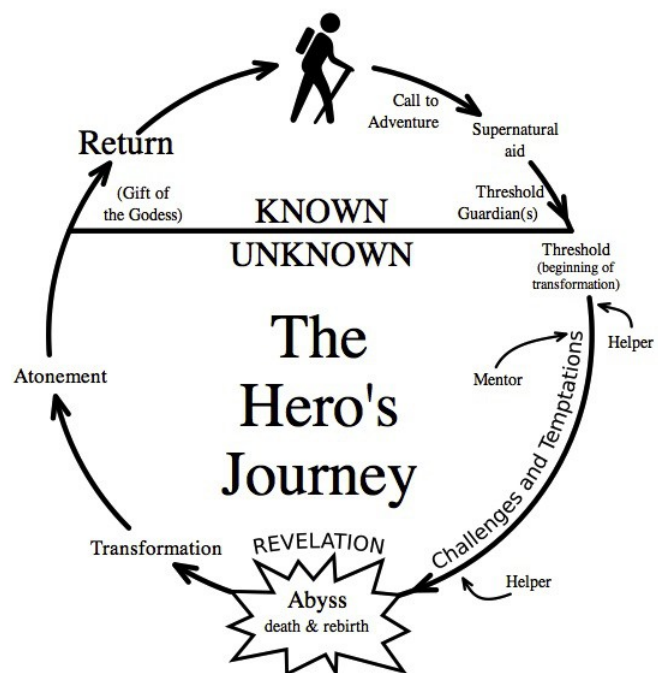 Call to
Adventure
Supernatural
aid
Threshold
Guardian(s)
Return
(Gift of
the Godess)
KNOWN
UNKNOWN
Threshold
(beginning of
transformation)
Helper
Mentor
Challenges and Temptations
The
Hero's
Journey
Helper
REVELATION
Abyss
death & rebirth
Transformation
Atonement